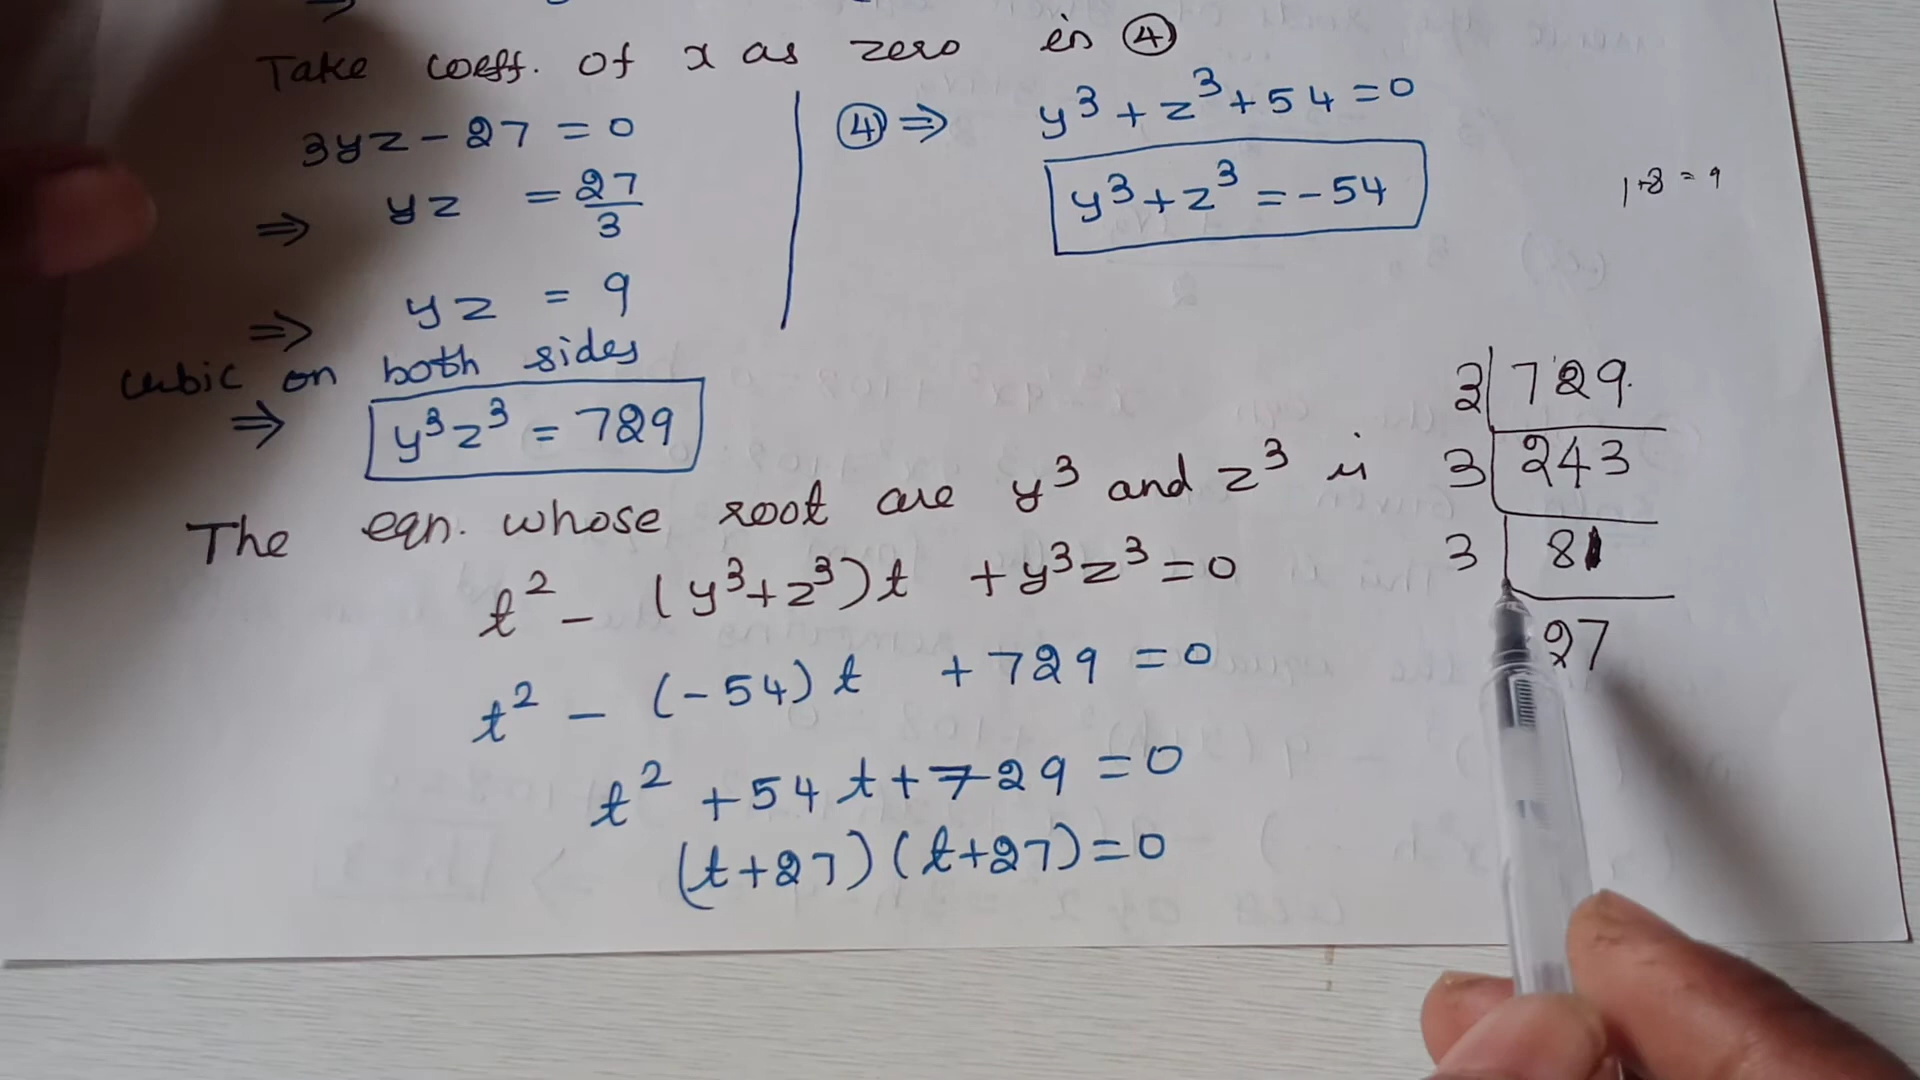 Take coeff. of x as zero in ④
3yz - 27 = 0
⇒ yz = 27/3
⇒ yz = 9
cubic on both sides
⇒ y³z³ = 729
④ ⇒ y³ + z³ + 54 = 0
y³ + z³ = -54
1+8 = 9
The eqn. whose root are y³ and z³ is
t² - (y³+z³)t + y³z³ = 0
t² - (-54)t + 729 = 0
t² + 54t + 729 = 0
(t+27)(t+27) = 0
3 | 729
3 | 243
3 | 81
27